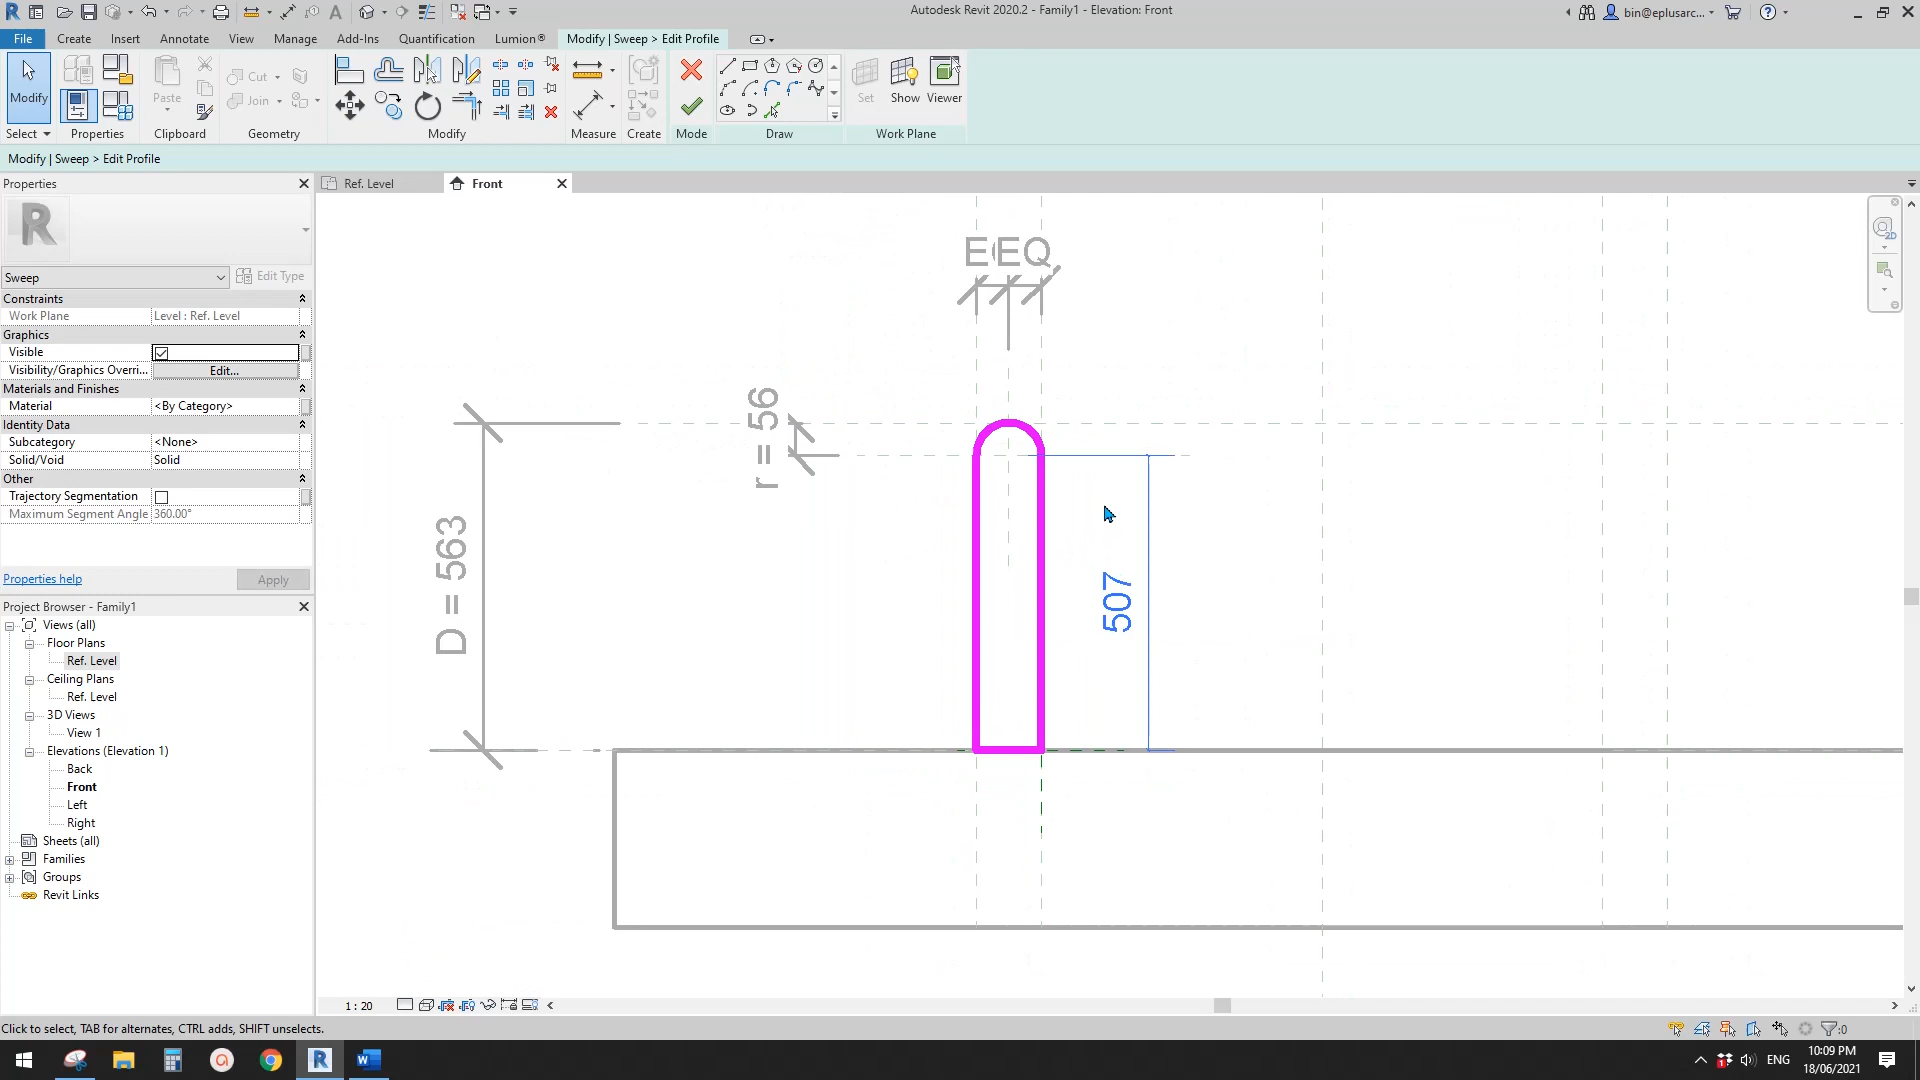 Autodesk Revit 2020.2 - Family1 - Elevation: Front
bin@eplusarc...
File Create Insert Annotate View Manage Add-Ins Quantification Lumion® Modify | Sweep > Edit Profile
Modify
Paste
Cut
Join
Set Show Viewer
Select Properties Clipboard Geometry Modify Measure Create Mode Draw Work Plane
Modify | Sweep > Edit Profile
Properties
Ref. Level
Front
Sweep
Edit Type
Constraints
Work Plane Level : Ref. Level
Graphics
Visible
Visibility/Graphics Overri... Edit...
Materials and Finishes
Material <By Category>
Identity Data
Subcategory <None>
Solid/Void Solid
Other
Trajectory Segmentation
Maximum Segment Angle 360.00°
Properties help
Apply
Project Browser - Family1
Views (all)
Floor Plans
Ref. Level
Ceiling Plans
Ref. Level
3D Views
View 1
Elevations (Elevation 1)
Back
Front
Left
Right
Sheets (all)
Families
Groups
Revit Links
EQ
r = 56
D = 563
507
1 : 20
Click to select, TAB for alternates, CTRL adds, SHIFT unselects.
:0
ENG
10:09 PM
18/06/2021